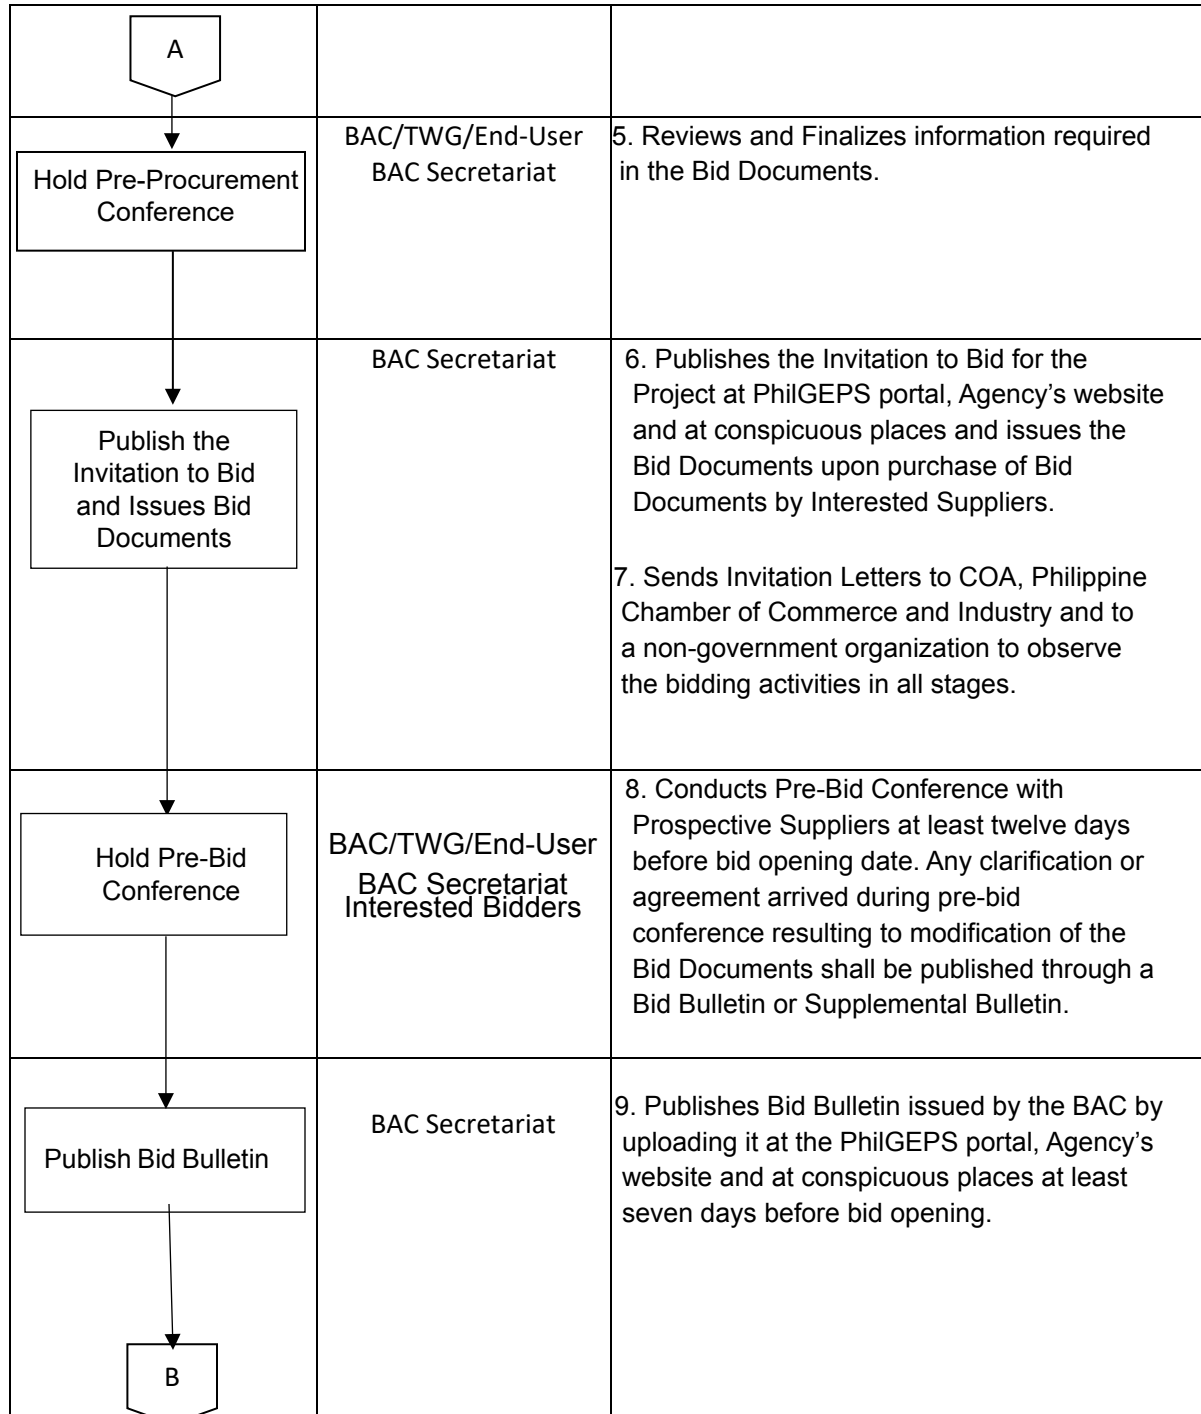 A
Hold Pre-Procurement
Conference
BAC/TWG/End-User
BAC Secretariat
5. Reviews and Finalizes information required
in the Bid Documents.
Publish the
Invitation to Bid
and Issues Bid
Documents
BAC Secretariat
6. Publishes the Invitation to Bid for the
Project at PhilGEPS portal, Agency’s website
and at conspicuous places and issues the
Bid Documents upon purchase of Bid
Documents by Interested Suppliers.
7. Sends Invitation Letters to COA, Philippine
Chamber of Commerce and Industry and to
a non-government organization to observe
the bidding activities in all stages.
Hold Pre-Bid
Conference
BAC/TWG/End-User
BAC Secretariat
Interested Bidders
8. Conducts Pre-Bid Conference with
Prospective Suppliers at least twelve days
before bid opening date. Any clarification or
agreement arrived during pre-bid
conference resulting to modification of the
Bid Documents shall be published through a
Bid Bulletin or Supplemental Bulletin.
Publish Bid Bulletin
BAC Secretariat
9. Publishes Bid Bulletin issued by the BAC by
uploading it at the PhilGEPS portal, Agency’s
website and at conspicuous places at least
seven days before bid opening.
B